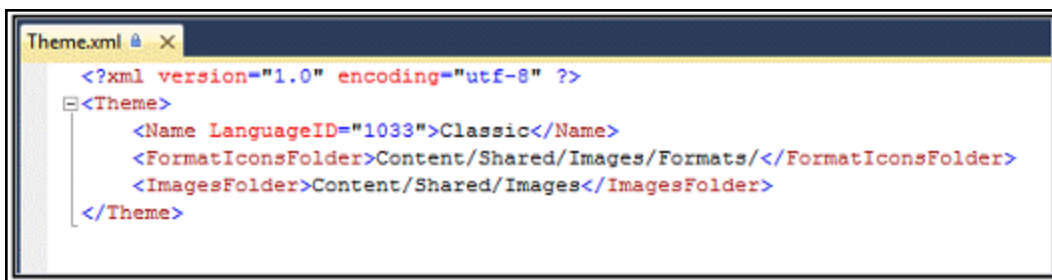 Theme.xml
<?xml version="1.0" encoding="utf-8" ?>
<Theme>
<Name LanguageID="1033">Classic</Name>
<FormatIconsFolder>Content/Shared/Images/Formats/</FormatIconsFolder>
<ImagesFolder>Content/Shared/Images</ImagesFolder>
</Theme>